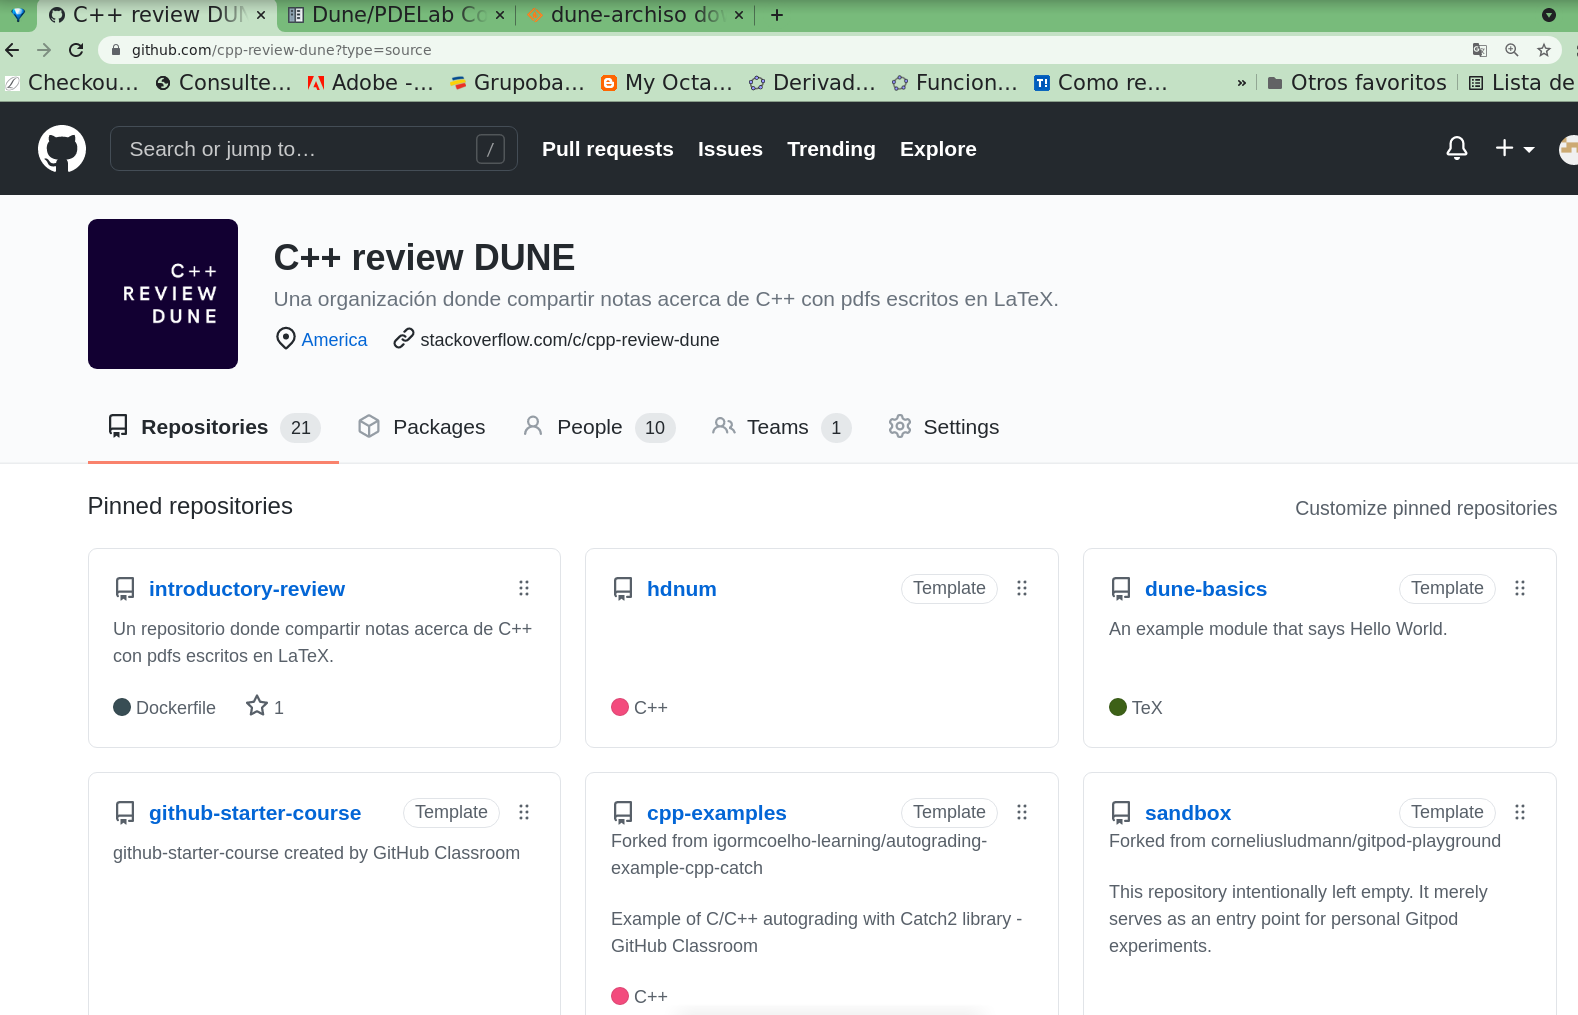 C++ review DUN
Dune/PDELab Co
dune-archiso dow
github.com/cpp-review-dune?type=source
Checkou... Consulte... Adobe -... Grupoba... My Octa... Derivad... Funcion... Como re... » Otros favoritos Lista de
Search or jump to… /
Pull requests Issues Trending Explore
C++
REVIEW
DUNE
C++ review DUNE
Una organización donde compartir notas acerca de C++ con pdfs escritos en LaTeX.
America stackoverflow.com/c/cpp-review-dune
Repositories 21 Packages People 10 Teams 1 Settings
Pinned repositories
Customize pinned repositories
introductory-review
Un repositorio donde compartir notas acerca de C++
con pdfs escritos en LaTeX.
Dockerfile 1
hdnum Template
C++
dune-basics Template
An example module that says Hello World.
TeX
github-starter-course Template
github-starter-course created by GitHub Classroom
cpp-examples Template
Forked from igormcoelho-learning/autograding-
example-cpp-catch
Example of C/C++ autograding with Catch2 library -
GitHub Classroom
C++
sandbox Template
Forked from corneliusludmann/gitpod-playground
This repository intentionally left empty. It merely
serves as an entry point for personal Gitpod
experiments.